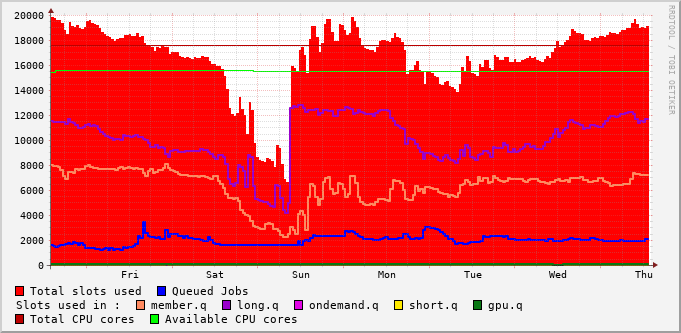 20000
18000
16000
14000
12000
10000
8000
6000
4000
2000
0
Fri Sat Sun Mon Tue Wed Thu
RRDTOOL / TOBI OETIKER
Total slots used Queued Jobs
Slots used in : member.q long.q ondemand.q short.q gpu.q
Total CPU cores Available CPU cores